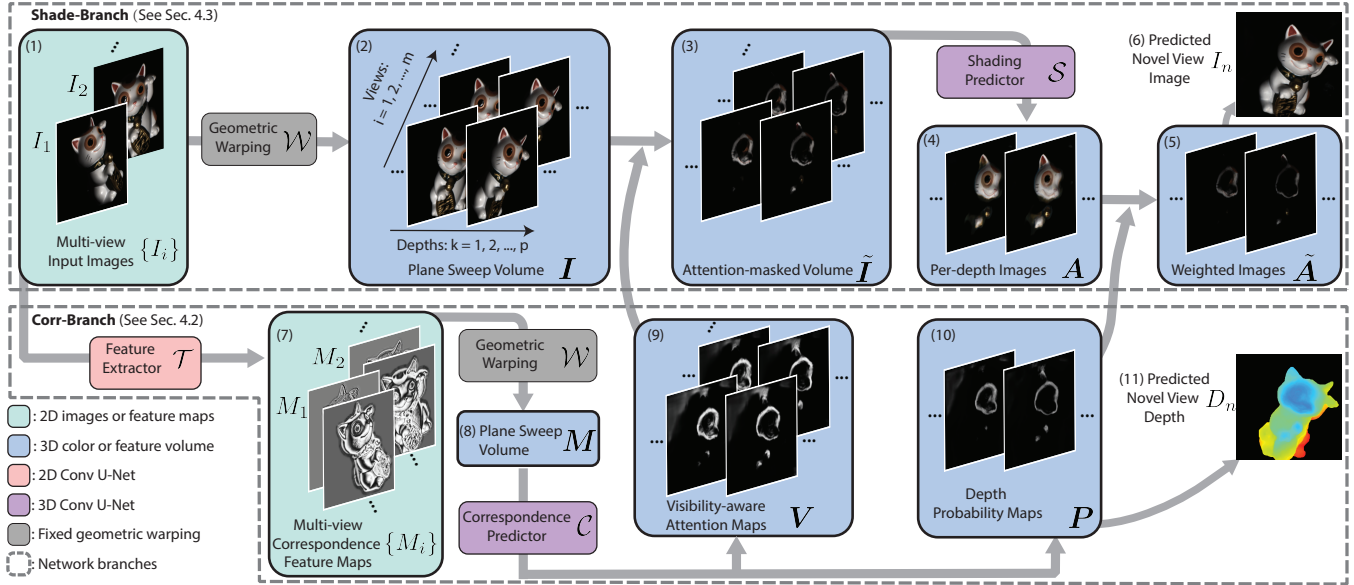 Shade-Branch (See Sec. 4.3)
(1)
I₂
I₁
Multi-view
Input Images {Iᵢ}
Geometric
Warping W
(2)
Views:
i = 1, 2, ..., m
...
...
...
...
Depths: k = 1, 2, ..., p
Plane Sweep Volume I
(3)
...
...
...
...
Attention-masked Volume Ĩ
Shading
Predictor S
(4)
...
...
Per-depth Images A
(6) Predicted
Novel View
Image Iₙ
(5)
...
...
Weighted Images Ã
Corr-Branch (See Sec. 4.2)
Feature
Extractor T
(7)
M₂
M₁
Multi-view
Correspondence {Mᵢ}
Feature Maps
Geometric
Warping W
(8) Plane Sweep
Volume M
Correspondence
Predictor C
(9)
...
...
...
...
Visibility-aware
Attention Maps V
(10)
...
...
Depth
Probability Maps P
(11) Predicted
Novel View
Depth Dₙ
: 2D images or feature maps
: 3D color or feature volume
: 2D Conv U-Net
: 3D Conv U-Net
: Fixed geometric warping
: Network branches